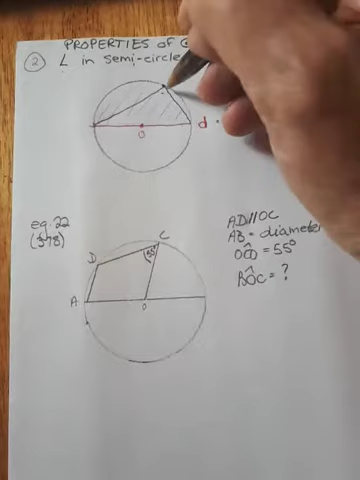 PROPERTIES OF
② L in semi-circle
O
d
eg. 22
(378)
C
D
55°
A
O
AD//OC
AB = diameter
OĈD = 55°
BÔC = ?